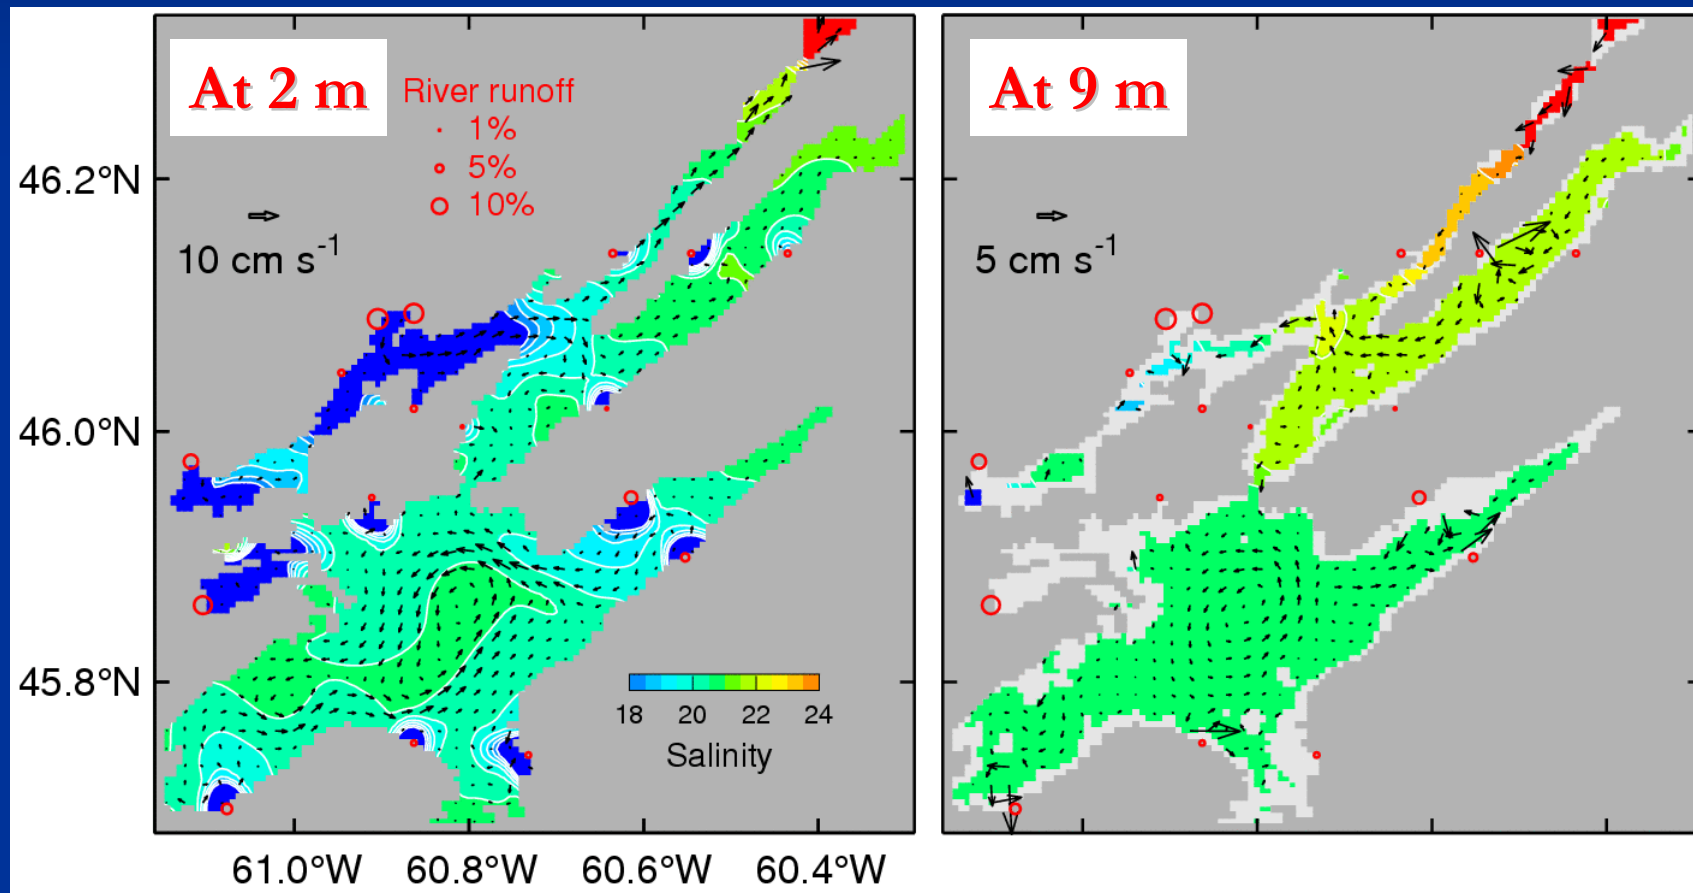 At 2 m
River runoff
1%
5%
10%
10 cm s⁻¹
46.2°N
46.0°N
45.8°N
18 20 22 24
Salinity
61.0°W 60.8°W 60.6°W 60.4°W
At 9 m
5 cm s⁻¹